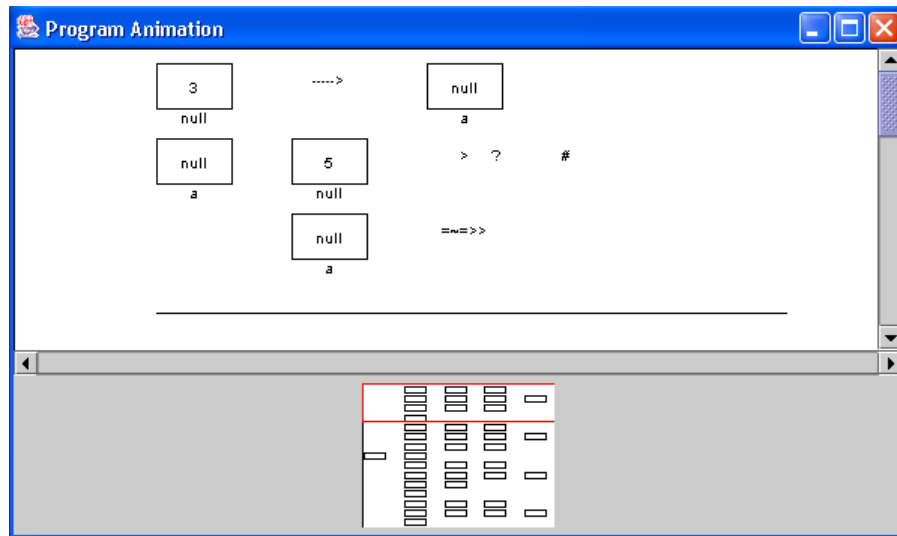 Program Animation
3 -----> null
null a
null 5 > ? #
a null
null =~=>>
a